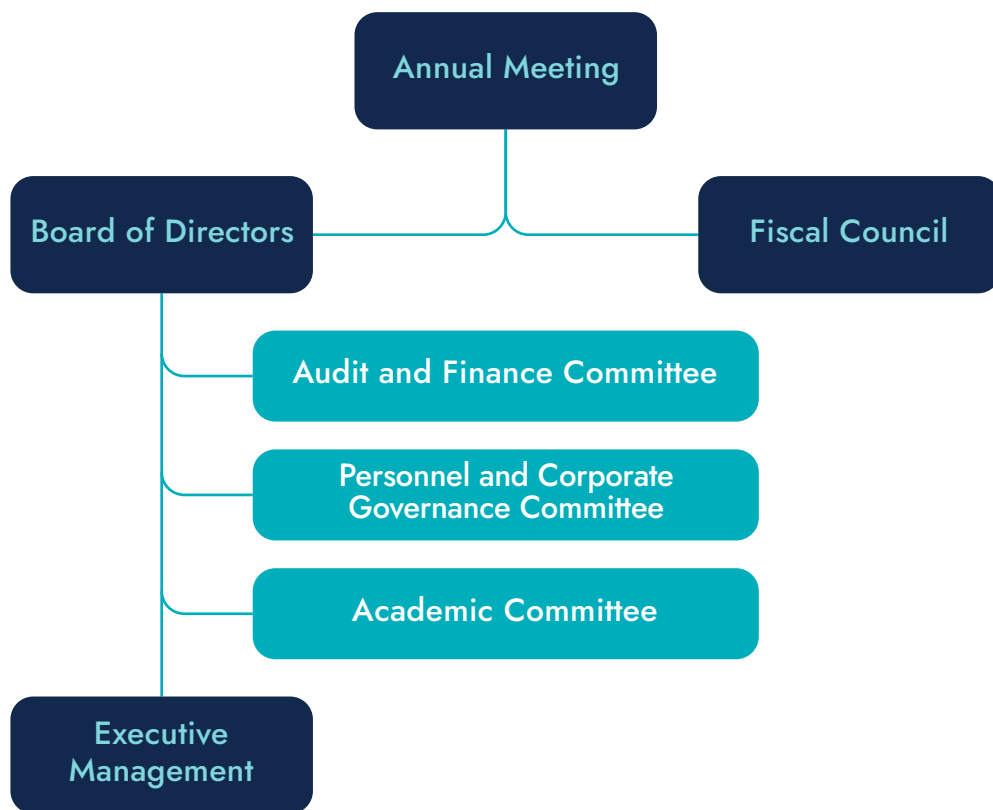 Annual Meeting
Board of Directors
Fiscal Council
Audit and Finance Committee
Personnel and Corporate
Governance Committee
Academic Committee
Executive
Management